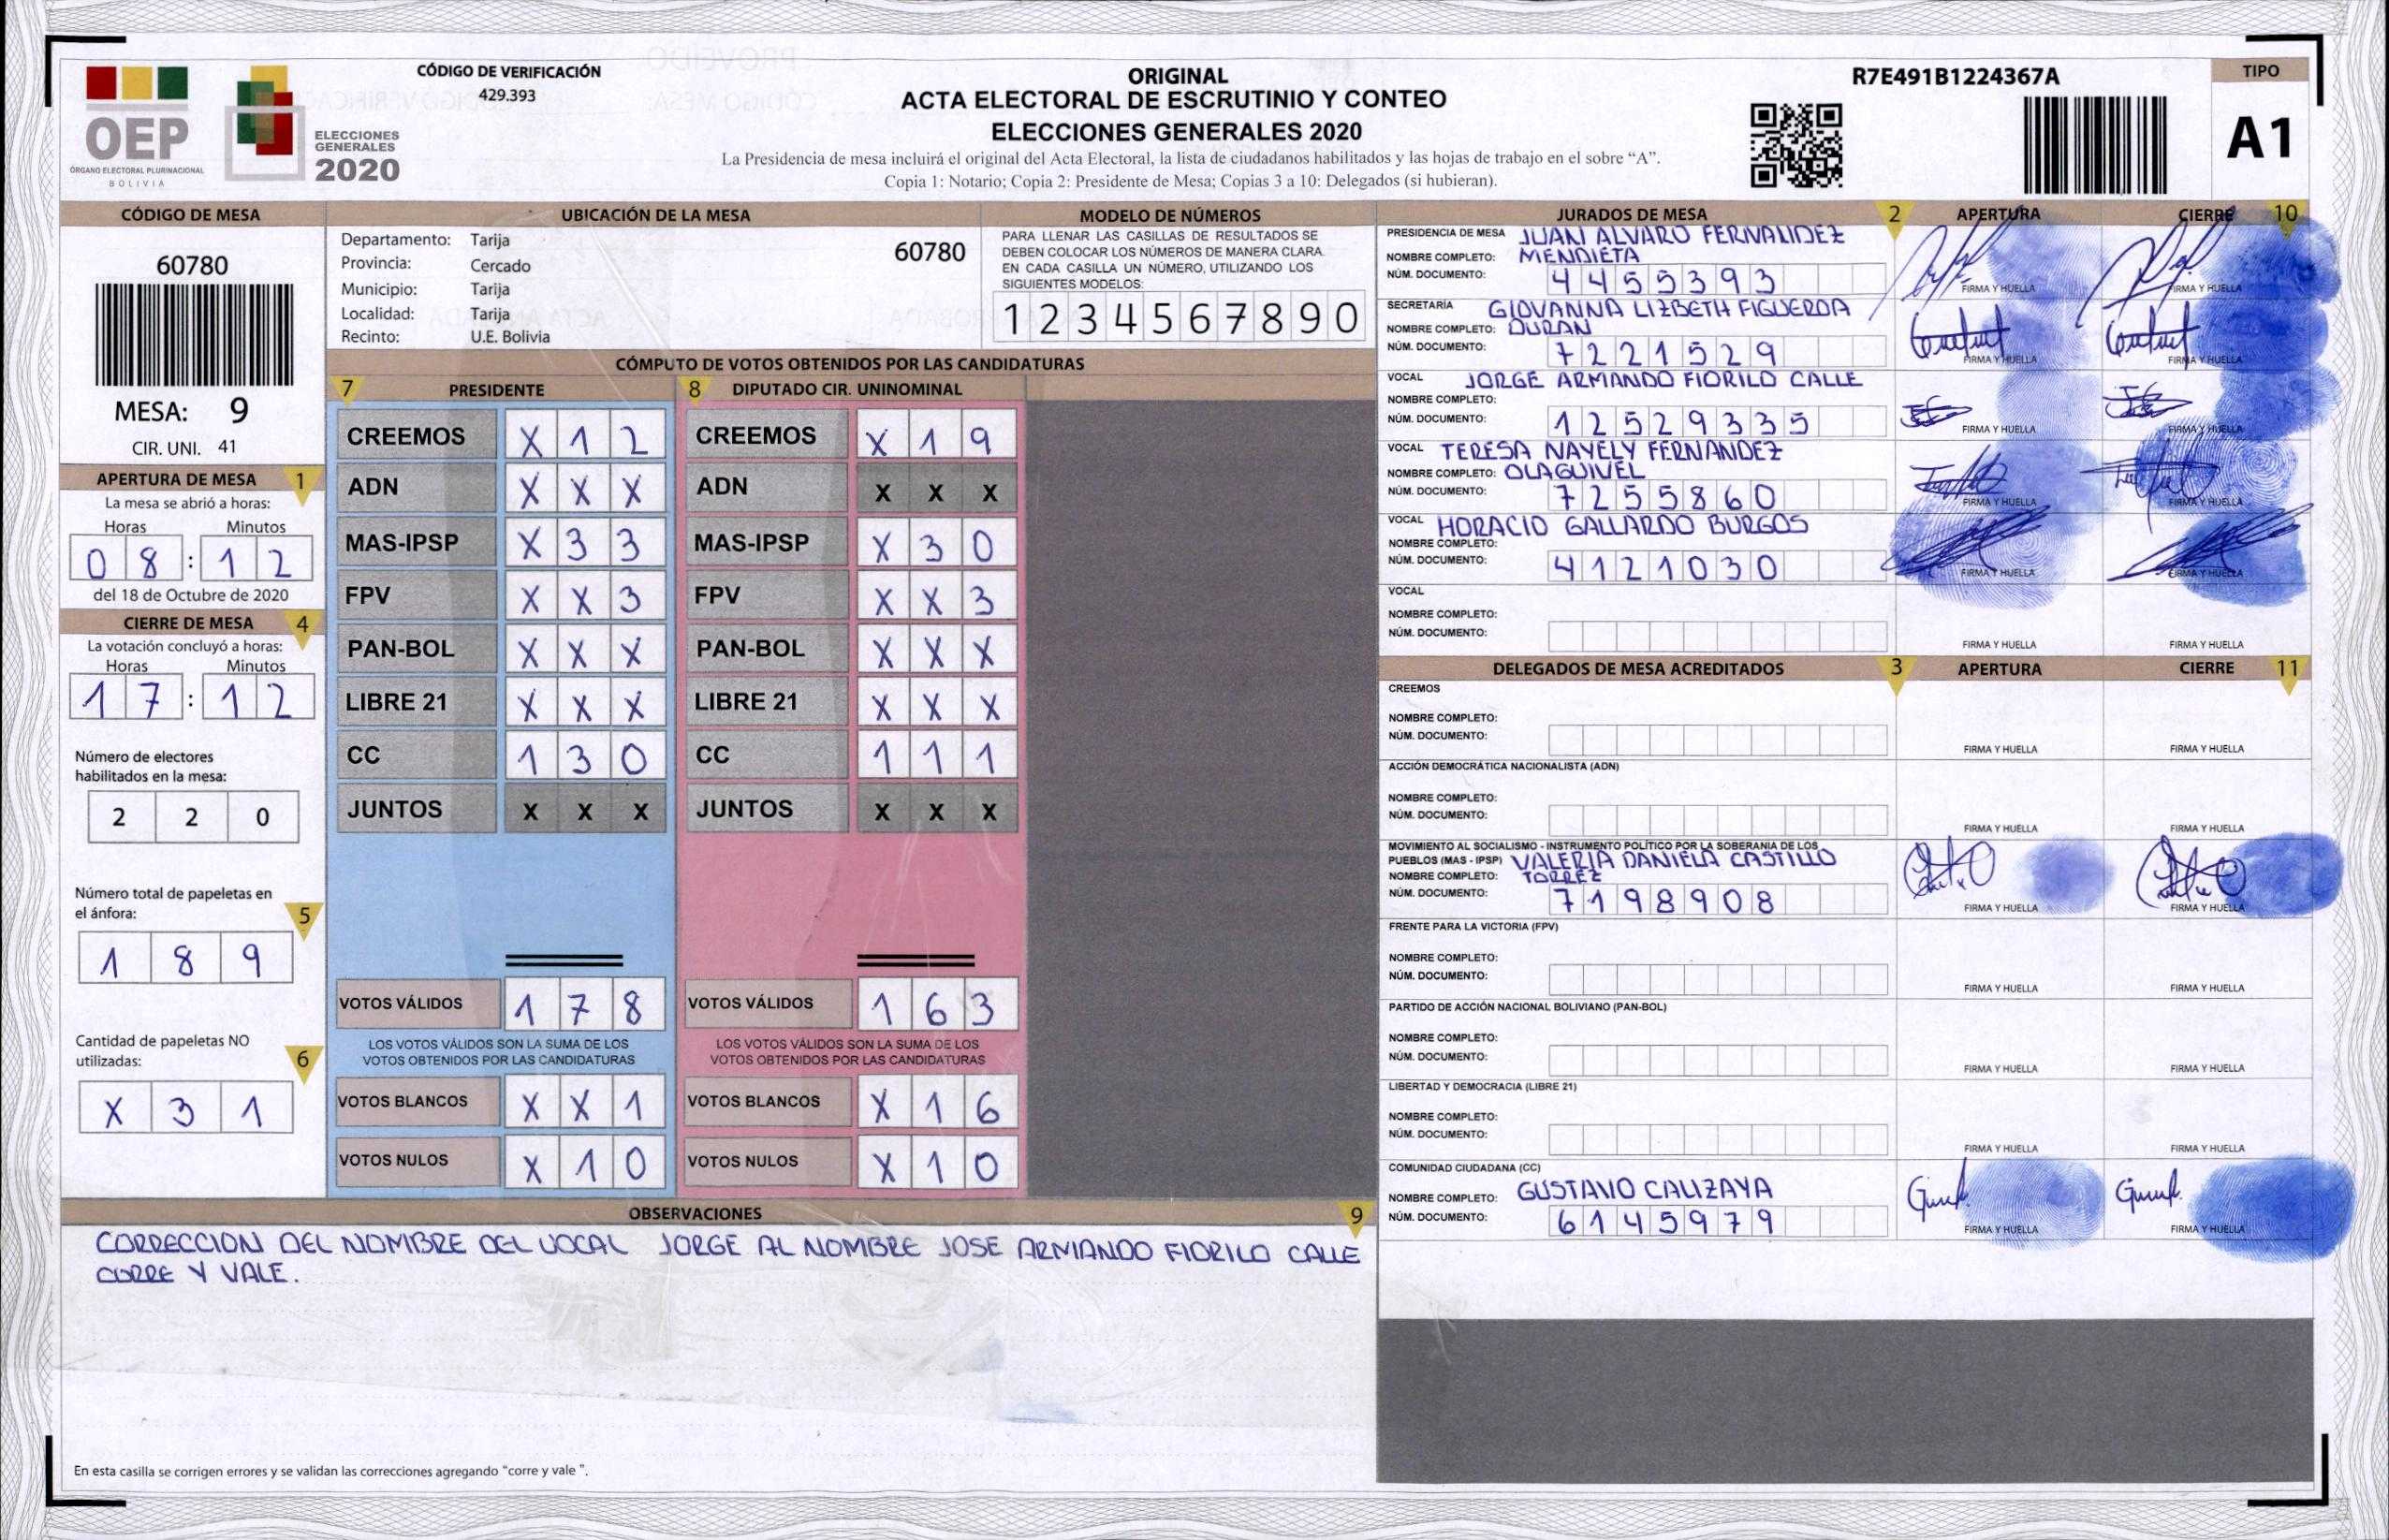 CÓDIGO DE VERIFICACIÓN
429.393
OEP
ÓRGANO ELECTORAL PLURINACIONAL
BOLIVIA
ELECCIONES
GENERALES
2020
ORIGINAL
ACTA ELECTORAL DE ESCRUTINIO Y CONTEO
ELECCIONES GENERALES 2020
La Presidencia de mesa incluirá el original del Acta Electoral, la lista de ciudadanos habilitados y las hojas de trabajo en el sobre “A”.
Copia 1: Notario; Copia 2: Presidente de Mesa; Copias 3 a 10: Delegados (si hubieran).
R7E491B1224367A
TIPO
A1
CÓDIGO DE MESA
60780
MESA: 9
CIR. UNI. 41
APERTURA DE MESA 1
La mesa se abrió a horas:
Horas Minutos
08:12
del 18 de Octubre de 2020
CIERRE DE MESA 4
La votación concluyó a horas:
Horas Minutos
17:12
Número de electores
habilitados en la mesa:
2 2 0
Número total de papeletas en
el ánfora: 5
1 8 9
Cantidad de papeletas NO
utilizadas: 6
X 3 1
UBICACIÓN DE LA MESA
Departamento: Tarija 60780
Provincia: Cercado
Municipio: Tarija
Localidad: Tarija
Recinto: U.E. Bolivia
MODELO DE NÚMEROS
PARA LLENAR LAS CASILLAS DE RESULTADOS SE
DEBEN COLOCAR LOS NÚMEROS DE MANERA CLARA.
EN CADA CASILLA UN NÚMERO, UTILIZANDO LOS
SIGUIENTES MODELOS:
1 2 3 4 5 6 7 8 9 0
CÓMPUTO DE VOTOS OBTENIDOS POR LAS CANDIDATURAS
7 PRESIDENTE
CREEMOS X 1 2
ADN X X X
MAS-IPSP X 3 3
FPV X X 3
PAN-BOL X X X
LIBRE 21 X X X
CC 1 3 0
JUNTOS X X X
VOTOS VÁLIDOS 1 7 8
LOS VOTOS VÁLIDOS SON LA SUMA DE LOS
VOTOS OBTENIDOS POR LAS CANDIDATURAS
VOTOS BLANCOS X X 1
VOTOS NULOS X 1 0
8 DIPUTADO CIR. UNINOMINAL
CREEMOS X 1 9
ADN X X X
MAS-IPSP X 3 0
FPV X X 3
PAN-BOL X X X
LIBRE 21 X X X
CC 1 1 1
JUNTOS X X X
VOTOS VÁLIDOS 1 6 3
LOS VOTOS VÁLIDOS SON LA SUMA DE LOS
VOTOS OBTENIDOS POR LAS CANDIDATURAS
VOTOS BLANCOS X 1 6
VOTOS NULOS X 1 0
OBSERVACIONES 9
CORRECCION DEL NOMBRE DEL VOCAL JORGE AL NOMBRE JOSE ARMANDO FIORILO CALLE
CORRE Y VALE.
En esta casilla se corrigen errores y se validan las correcciones agregando “corre y vale ”.
JURADOS DE MESA 2 APERTURA CIERRE 10
PRESIDENCIA DE MESA JUAN ALVARO FERNANDEZ
NOMBRE COMPLETO: MENDIETA
NÚM. DOCUMENTO: 4455393 FIRMA Y HUELLA FIRMA Y HUELLA
SECRETARÍA GIOVANNA LIZBETH FIGUEROA
NOMBRE COMPLETO: DURAN
NÚM. DOCUMENTO: 7221529 FIRMA Y HUELLA FIRMA Y HUELLA
VOCAL JORGE ARMANDO FIORILO CALLE
NOMBRE COMPLETO:
NÚM. DOCUMENTO: 12529335 FIRMA Y HUELLA FIRMA Y HUELLA
VOCAL TERESA NAYELY FERNANDEZ
NOMBRE COMPLETO: OLAGUIVEL
NÚM. DOCUMENTO: 7255860 FIRMA Y HUELLA FIRMA Y HUELLA
VOCAL HORACIO GALLARDO BURGOS
NOMBRE COMPLETO:
NÚM. DOCUMENTO: 4121030 FIRMA Y HUELLA FIRMA Y HUELLA
VOCAL
NOMBRE COMPLETO:
NÚM. DOCUMENTO: FIRMA Y HUELLA FIRMA Y HUELLA
DELEGADOS DE MESA ACREDITADOS 3 APERTURA CIERRE 11
CREEMOS
NOMBRE COMPLETO:
NÚM. DOCUMENTO: FIRMA Y HUELLA FIRMA Y HUELLA
ACCIÓN DEMOCRÁTICA NACIONALISTA (ADN)
NOMBRE COMPLETO:
NÚM. DOCUMENTO: FIRMA Y HUELLA FIRMA Y HUELLA
MOVIMIENTO AL SOCIALISMO - INSTRUMENTO POLÍTICO POR LA SOBERANIA DE LOS
PUEBLOS (MAS - IPSP) VALERIA DANIELA CASTILLO
NOMBRE COMPLETO: TORREZ
NÚM. DOCUMENTO: 7198908 FIRMA Y HUELLA FIRMA Y HUELLA
FRENTE PARA LA VICTORIA (FPV)
NOMBRE COMPLETO:
NÚM. DOCUMENTO: FIRMA Y HUELLA FIRMA Y HUELLA
PARTIDO DE ACCIÓN NACIONAL BOLIVIANO (PAN-BOL)
NOMBRE COMPLETO:
NÚM. DOCUMENTO: FIRMA Y HUELLA FIRMA Y HUELLA
LIBERTAD Y DEMOCRACIA (LIBRE 21)
NOMBRE COMPLETO:
NÚM. DOCUMENTO: FIRMA Y HUELLA FIRMA Y HUELLA
COMUNIDAD CIUDADANA (CC)
NOMBRE COMPLETO: GUSTAVO CALIZAYA
NÚM. DOCUMENTO: 6145979 FIRMA Y HUELLA FIRMA Y HUELLA